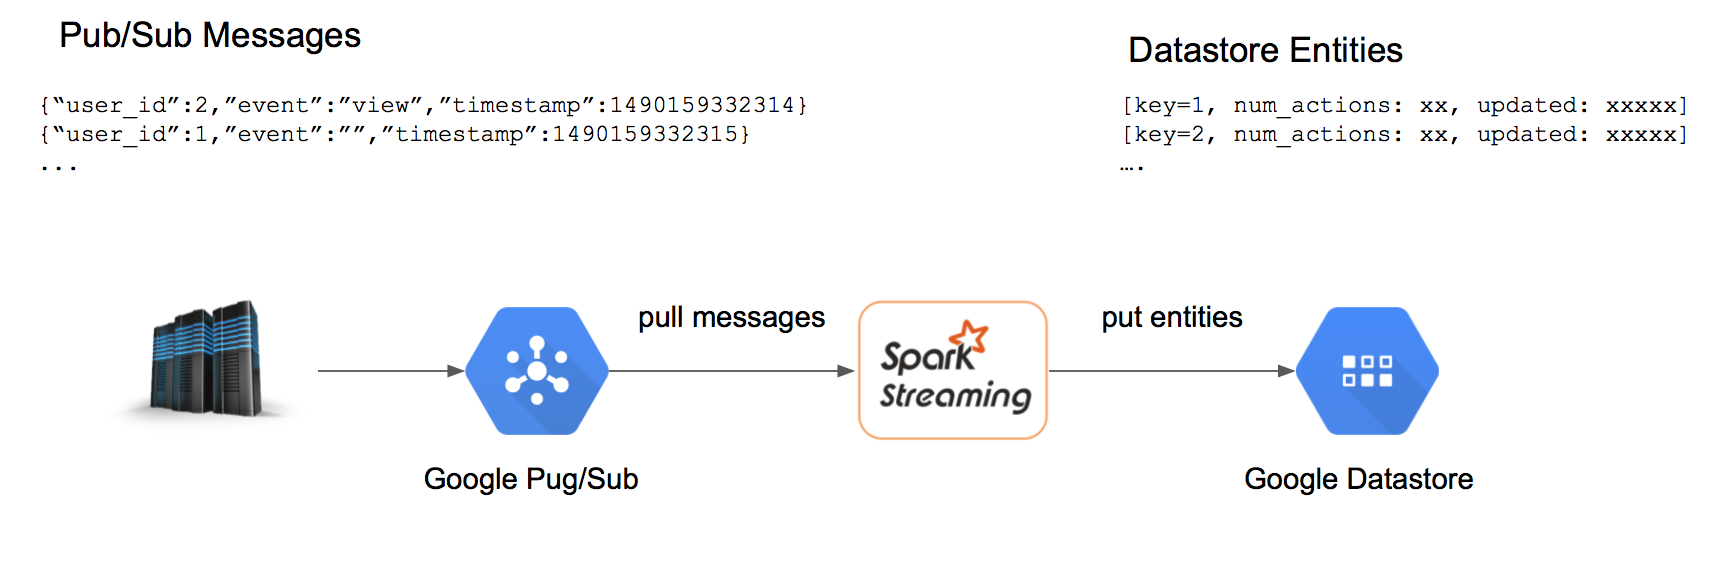 Pub/Sub Messages
Datastore Entities
{“user_id”:2,”event”:”view”,”timestamp”:1490159332314}
{“user_id”:1,”event”:””,”timestamp”:1490159332315}
...
[key=1, num_actions: xx, updated: xxxxx]
[key=2, num_actions: xx, updated: xxxxx]
….
pull messages
put entities
Spark
Streaming
Google Pug/Sub
Google Datastore